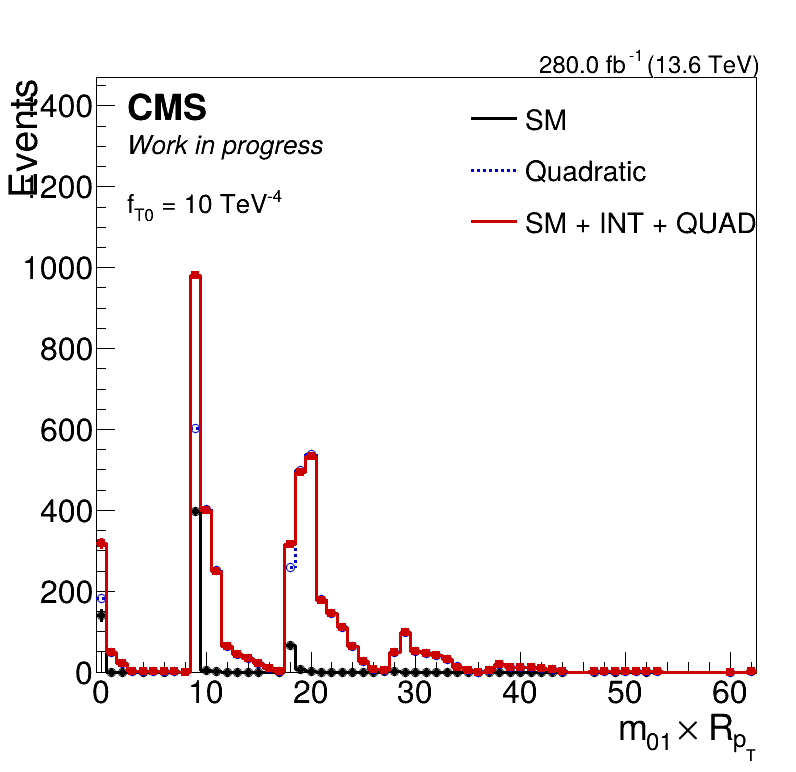 280.0 fb-1 (13.6 TeV)
Events
CMS
Work in progress
fT0 = 10 TeV-4
SM
Quadratic
SM + INT + QUAD
1400
1200
1000
800
600
400
200
0
0 10 20 30 40 50 60
m01 × RpT